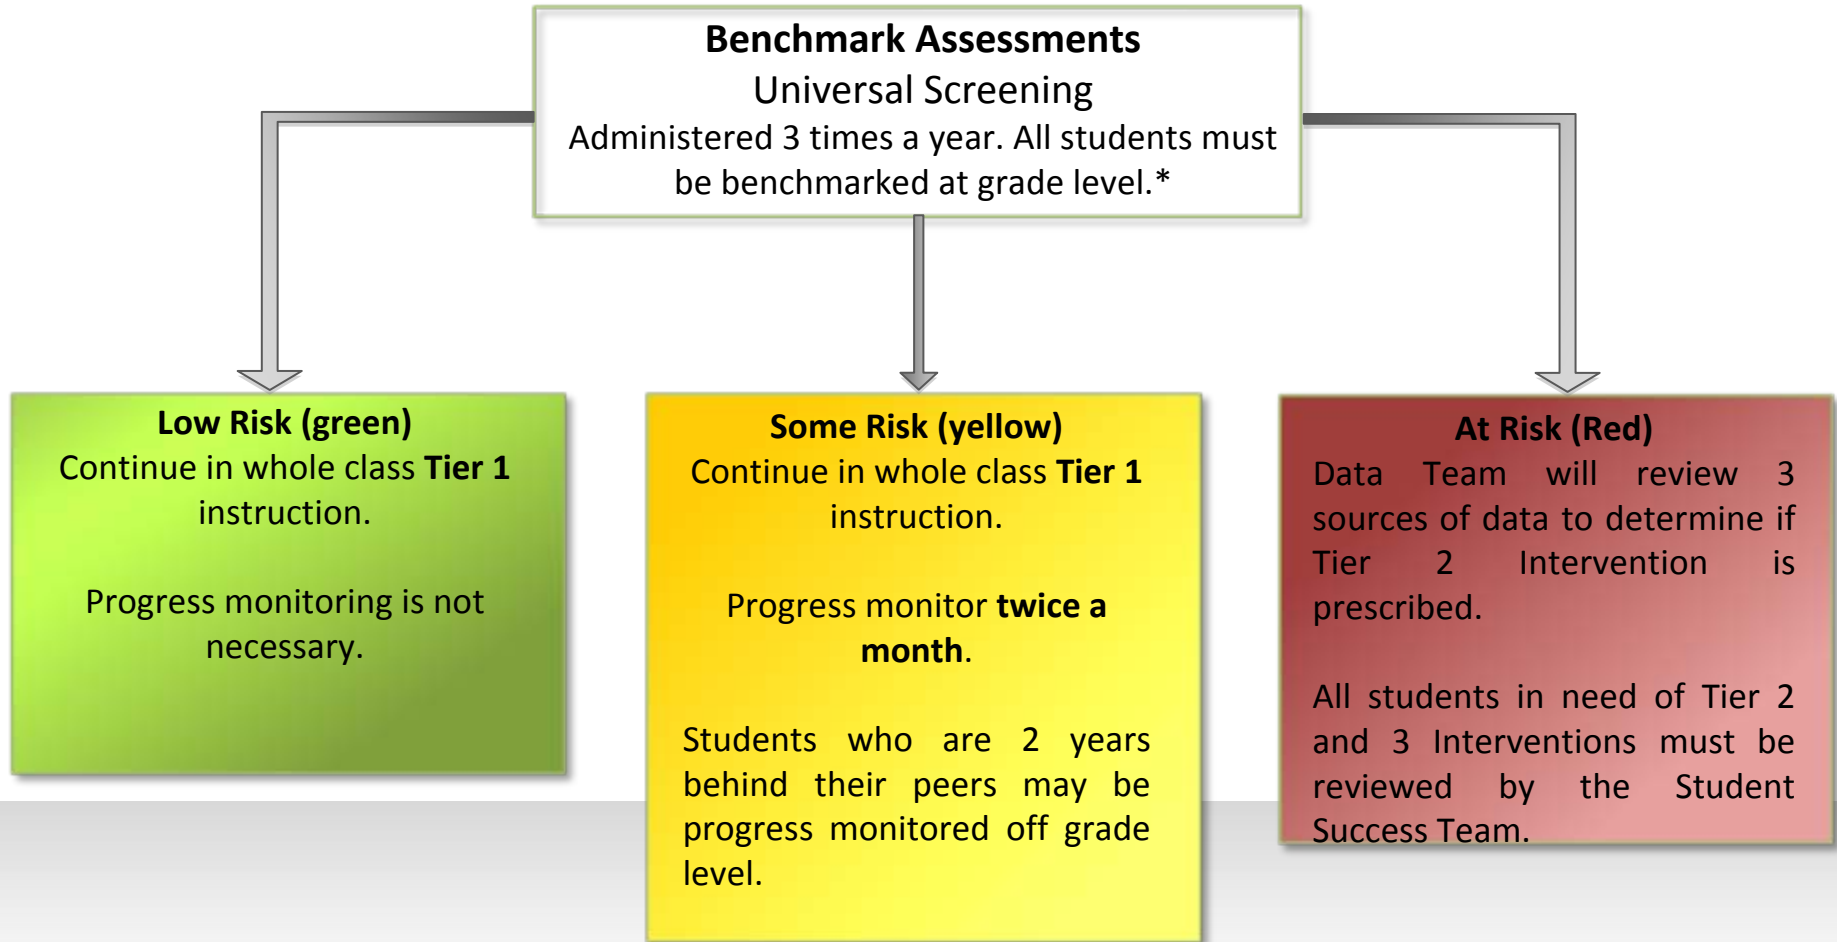 Benchmark Assessments
Universal Screening
Administered 3 times a year. All students must
be benchmarked at grade level.*
Low Risk (green)
Continue in whole class Tier 1
instruction.
Progress monitoring is not
necessary.
Some Risk (yellow)
Continue in whole class Tier 1
instruction.
Progress monitor twice a
month.
Students who are 2 years
behind their peers may be
progress monitored off grade
level.
At Risk (Red)
Data Team will review 3
sources of data to determine if
Tier 2 Intervention is
prescribed.
All students in need of Tier 2
and 3 Interventions must be
reviewed by the Student
Success Team.